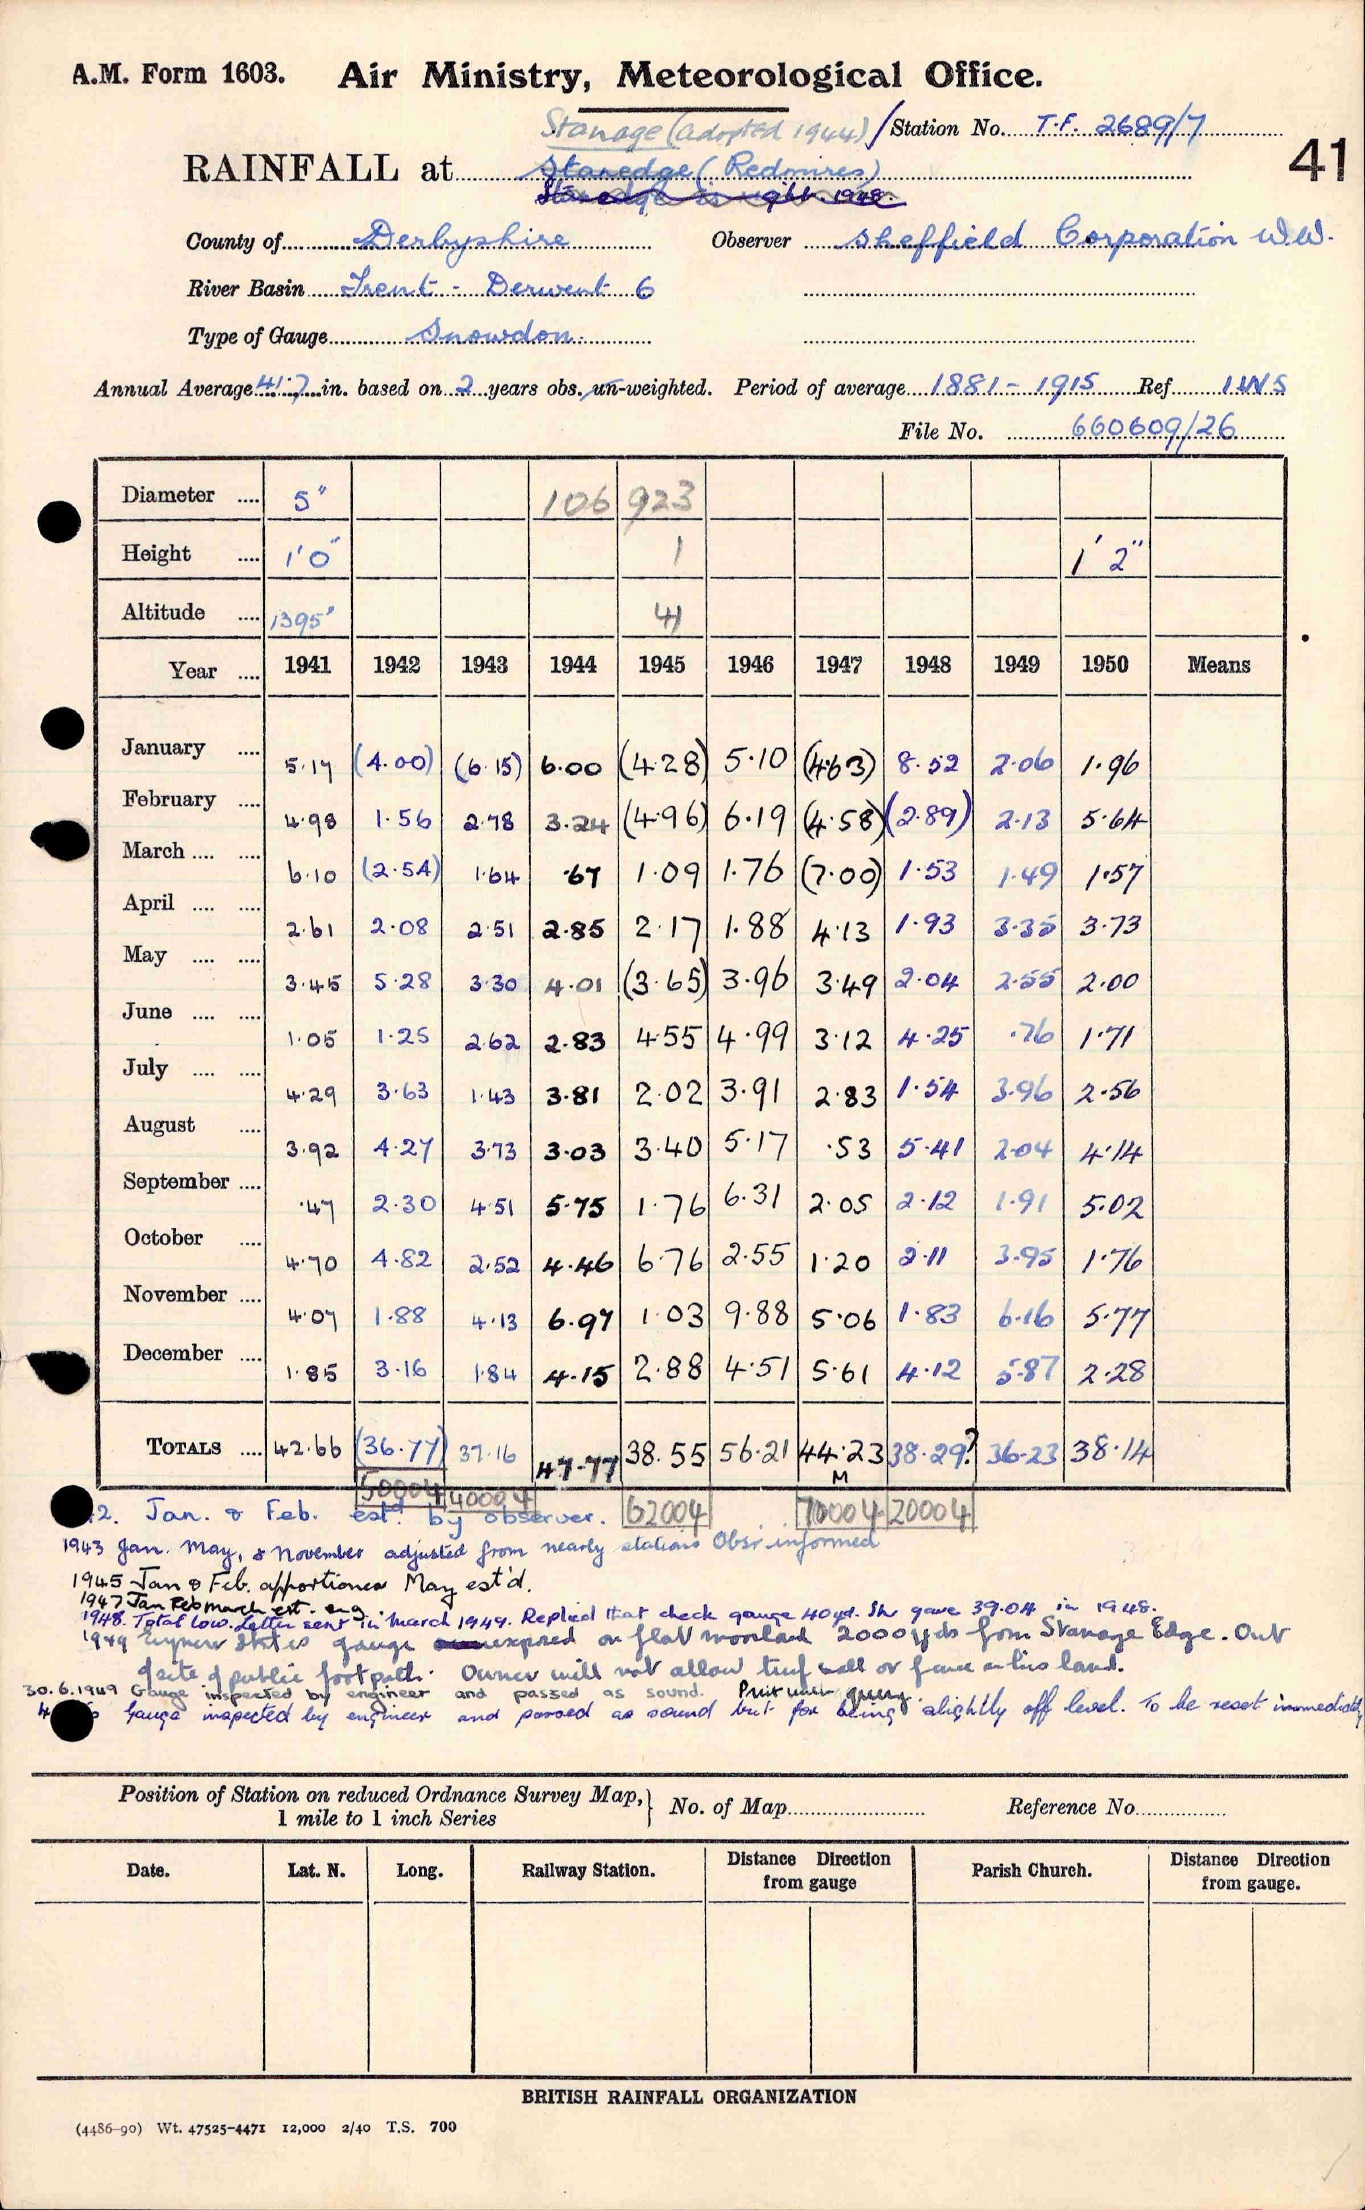 A.M. Form 1603. Air Ministry, Meteorological Office.
Stanage (adopted 1944) / Station No. T.F. 2689/7
41
RAINFALL at Stanedge (Redmires)
County of Derbyshire Observer Sheffield Corporation W.W.
River Basin Trent - Derwent 6
Type of Gauge Snowdon.
Annual Average 41.7 in. based on 2 years obs. un-weighted. Period of average 1881 - 1915 Ref 1WS
File No. 660609/26
Diameter .... 5" 106 923
Height .... 1'0" 1 1' 2"
Altitude .... 1395' 41
Year .... 1941 1942 1943 1944 1945 1946 1947 1948 1949 1950 Means
January .... 5.17 (4.00) (6.15) 6.00 (4.28) 5.10 (4.63) 8.52 2.06 1.96
February .... 4.98 1.56 2.78 3.24 (4.96) 6.19 (4.58) (2.89) 2.13 5.64
March .... .... 6.10 (2.54) 1.64 .67 1.09 1.76 (7.00) 1.53 1.49 1.57
April .... .... 2.61 2.08 2.51 2.85 2.17 1.88 4.13 1.93 3.35 3.73
May .... .... 3.45 5.28 3.30 4.01 (3.65) 3.96 3.49 2.04 2.55 2.00
June .... .... 1.05 1.25 2.62 2.83 4.55 4.99 3.12 4.25 .76 1.71
July .... .... 4.29 3.63 1.43 3.81 2.02 3.91 2.83 1.54 3.96 2.56
August .... 3.92 4.27 3.73 3.03 3.40 5.17 .53 5.41 2.04 4.14
September .... .47 2.30 4.51 5.75 1.76 6.31 2.05 2.12 1.91 5.02
October .... 4.70 4.82 2.52 4.46 6.76 2.55 1.20 2.11 3.95 1.76
November .... 4.07 1.88 4.13 6.97 1.03 9.88 5.06 1.83 6.16 5.77
December .... 1.85 3.16 1.84 4.15 2.88 4.51 5.61 4.12 5.87 2.28
TOTALS .... 42.66 (36.77) 37.16 47.77 38.55 56.21 44.23 38.29? 36.23 38.14
M
50004 40004 62004 70004 20004
2. Jan. & Feb. estd. by observer.
1943 Jan. May, & November adjusted from nearby stations Obsr informed
1945 Jan & Feb. apportioned May est'd.
1947 Jan Feb March est. eng.
1948. Total low. Letter sent in March 1949. Replied that check gauge 40yd. SW gave 39.04 in 1948.
1949 Engineer states gauge exposed on flat moorland 2000yds from Stanage Edge. Out
of site of public footpath. Owner will not allow turf wall or fence on his land.
30.6.1949 Gauge inspected by engineer and passed as sound. Print under query.
Gauge inspected by engineer and passed as sound but for being slightly off level. To be reset immediately
Position of Station on reduced Ordnance Survey Map, } No. of Map Reference No.
1 mile to 1 inch Series
Date. Lat. N. Long. Railway Station. Distance Direction from gauge Parish Church. Distance Direction from gauge.
BRITISH RAINFALL ORGANIZATION
(4486-90) Wt. 47525-4471 12,000 2/40 T.S. 700